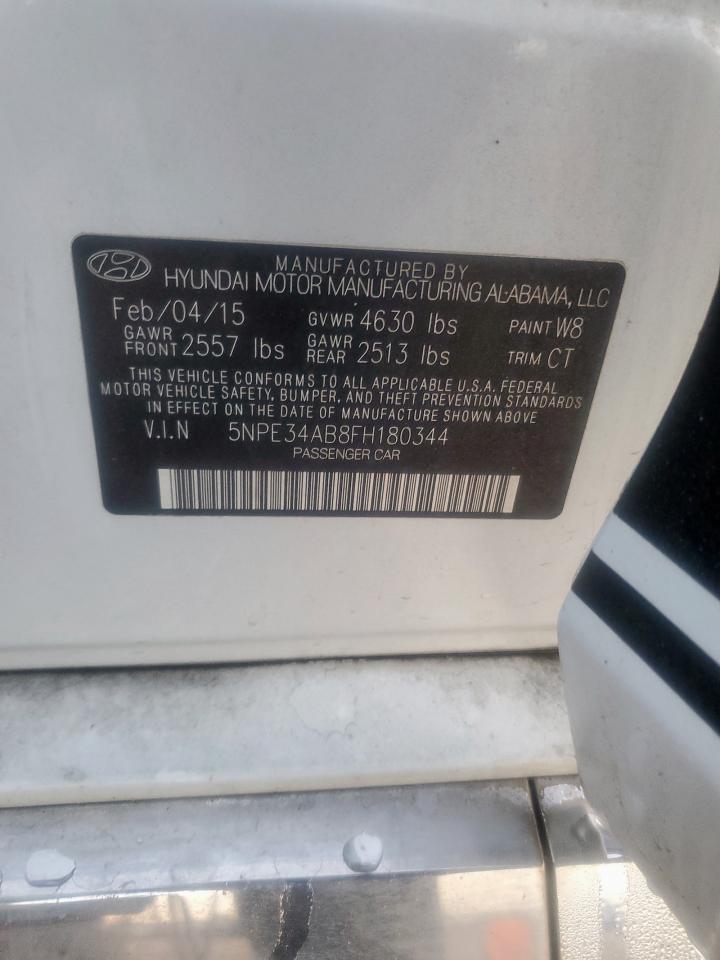 MANUFACTURED BY
HYUNDAI MOTOR MANUFACTURING ALABAMA, LLC
Feb/04/15 GVWR 4630 lbs PAINT W8
GAWR FRONT 2557 lbs GAWR REAR 2513 lbs TRIM CT
THIS VEHICLE CONFORMS TO ALL APPLICABLE U.S.A. FEDERAL
MOTOR VEHICLE SAFETY, BUMPER, AND THEFT PREVENTION STANDARDS
IN EFFECT ON THE DATE OF MANUFACTURE SHOWN ABOVE
V.I.N 5NPE34AB8FH180344
PASSENGER CAR